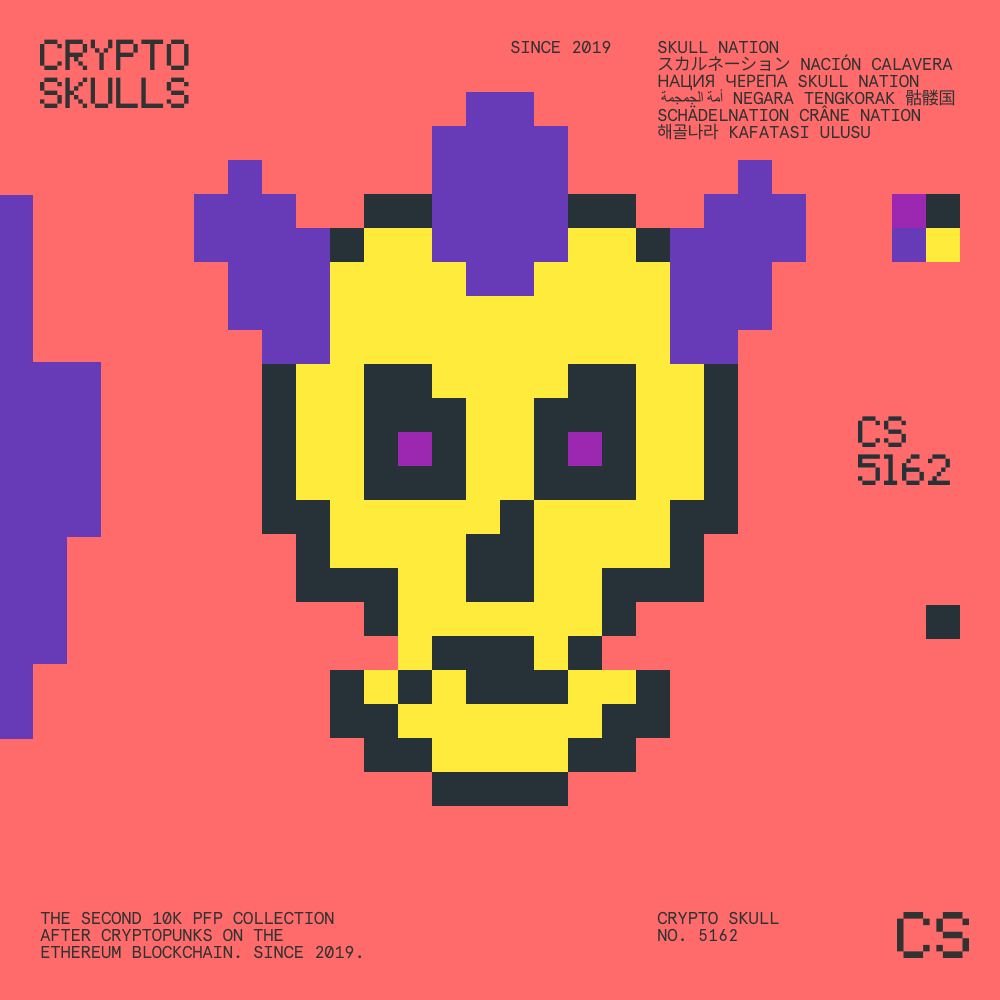 CRYPTO
SKULLS
SINCE 2019
SKULL NATION
スカルネーション NACIÓN CALAVERA
НАЦИЯ ЧЕРЕПА SKULL NATION
أمة الجمجمة NEGARA TENGKORAK 骷髅国
SCHÄDELNATION CRÂNE NATION
해골나라 KAFATASI ULUSU
CS
5162
THE SECOND 10K PFP COLLECTION
AFTER CRYPTOPUNKS ON THE
ETHEREUM BLOCKCHAIN. SINCE 2019.
CRYPTO SKULL
NO. 5162
CS